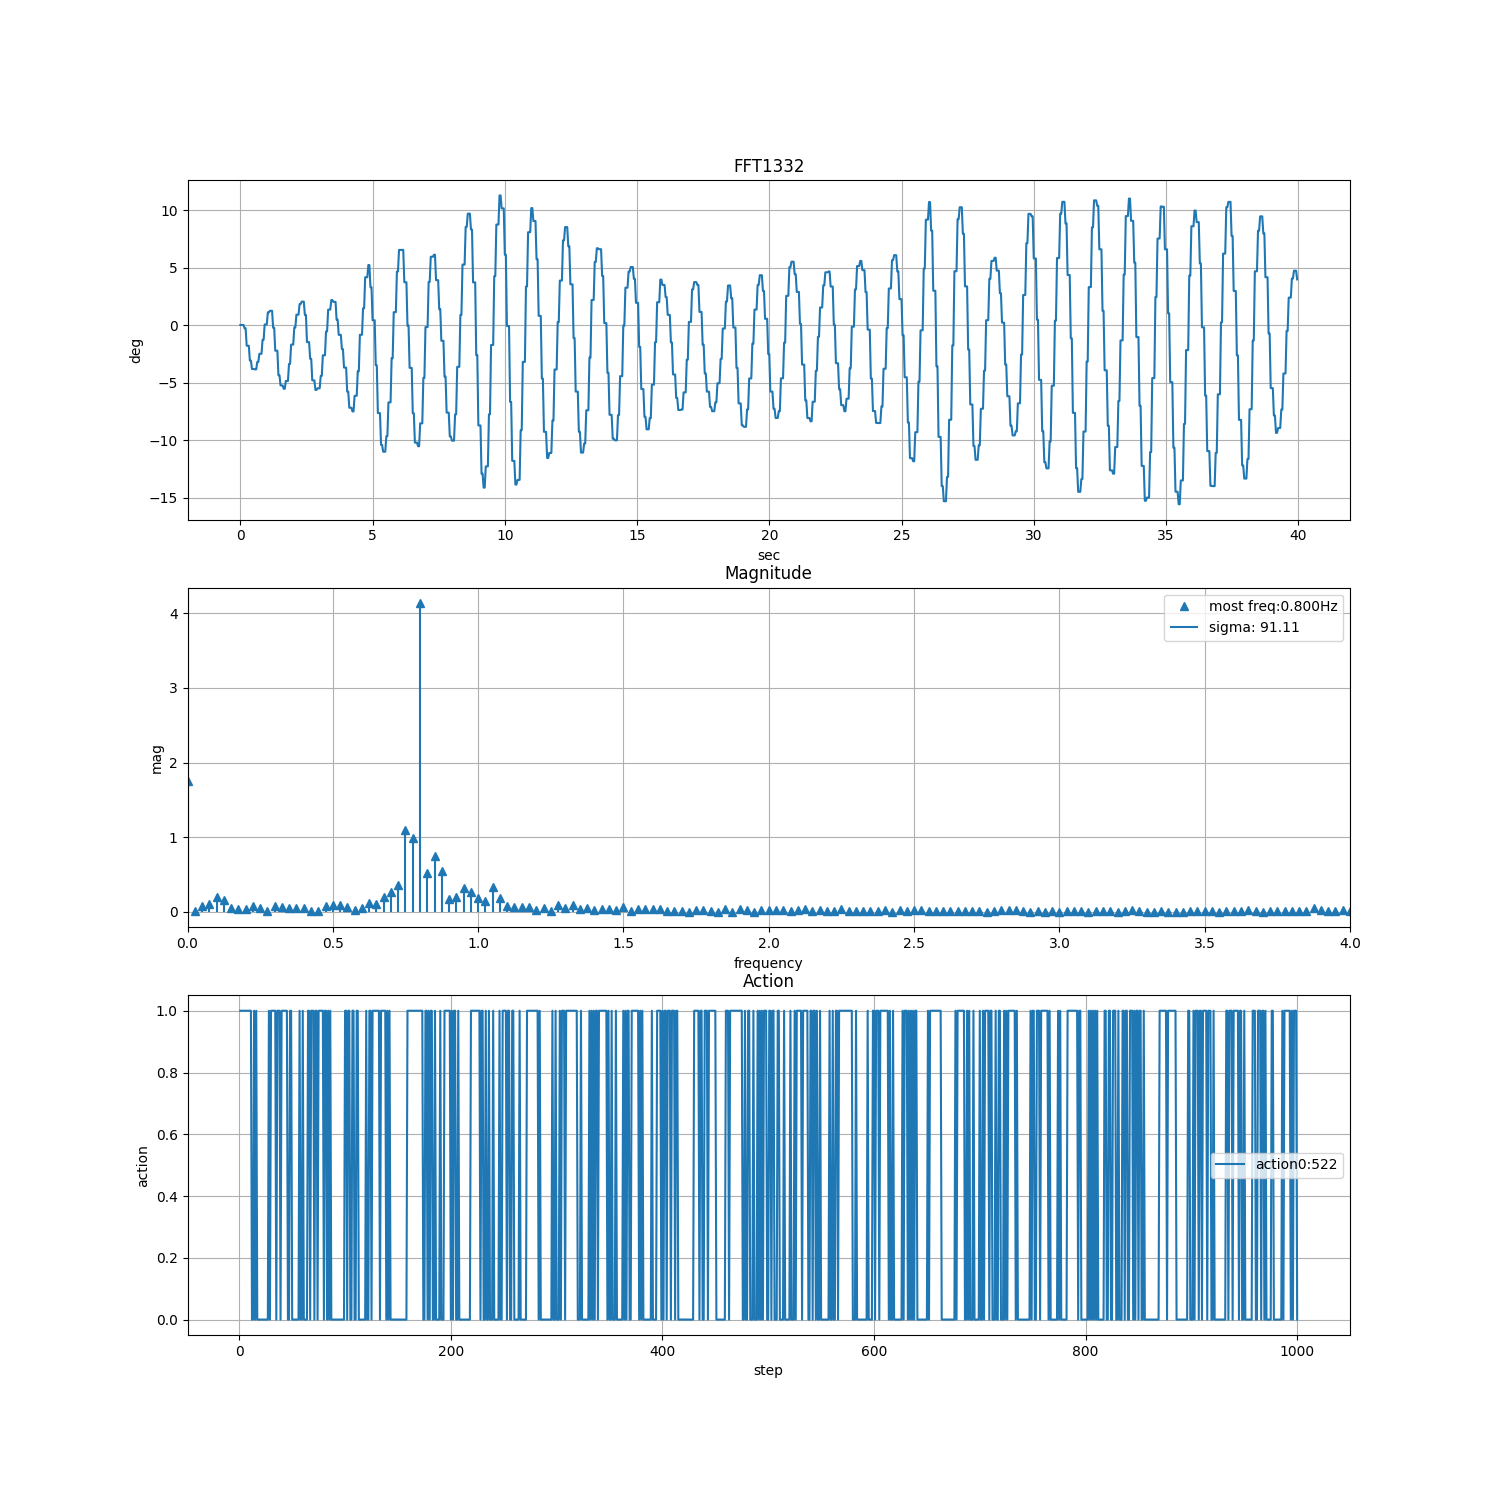 FFT1332
10
5
0
−5
−10
−15
deg
0 5 10 15 20 25 30 35 40
sec
Magnitude
4
3
2
1
0
mag
most freq:0.800Hz
sigma: 91.11
0.0 0.5 1.0 1.5 2.0 2.5 3.0 3.5 4.0
frequency
Action
1.0
0.8
0.6
0.4
0.2
0.0
action
action0:522
0 200 400 600 800 1000
step